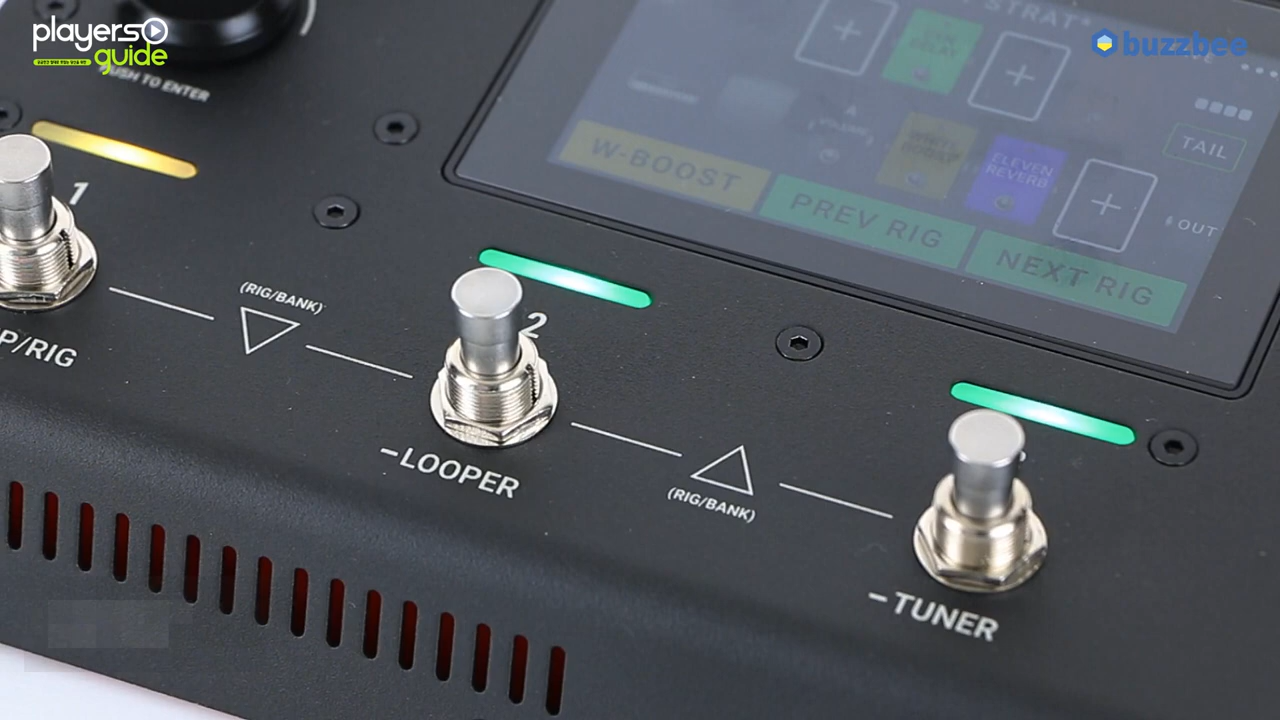 players
guide
buzzbee
PUSH TO ENTER
STRAT
TAIL
OUT
ELEVEN
REVERB
W-BOOST
PREV RIG
NEXT RIG
1
(RIG/BANK)
P/RIG
2
–LOOPER
(RIG/BANK)
–TUNER